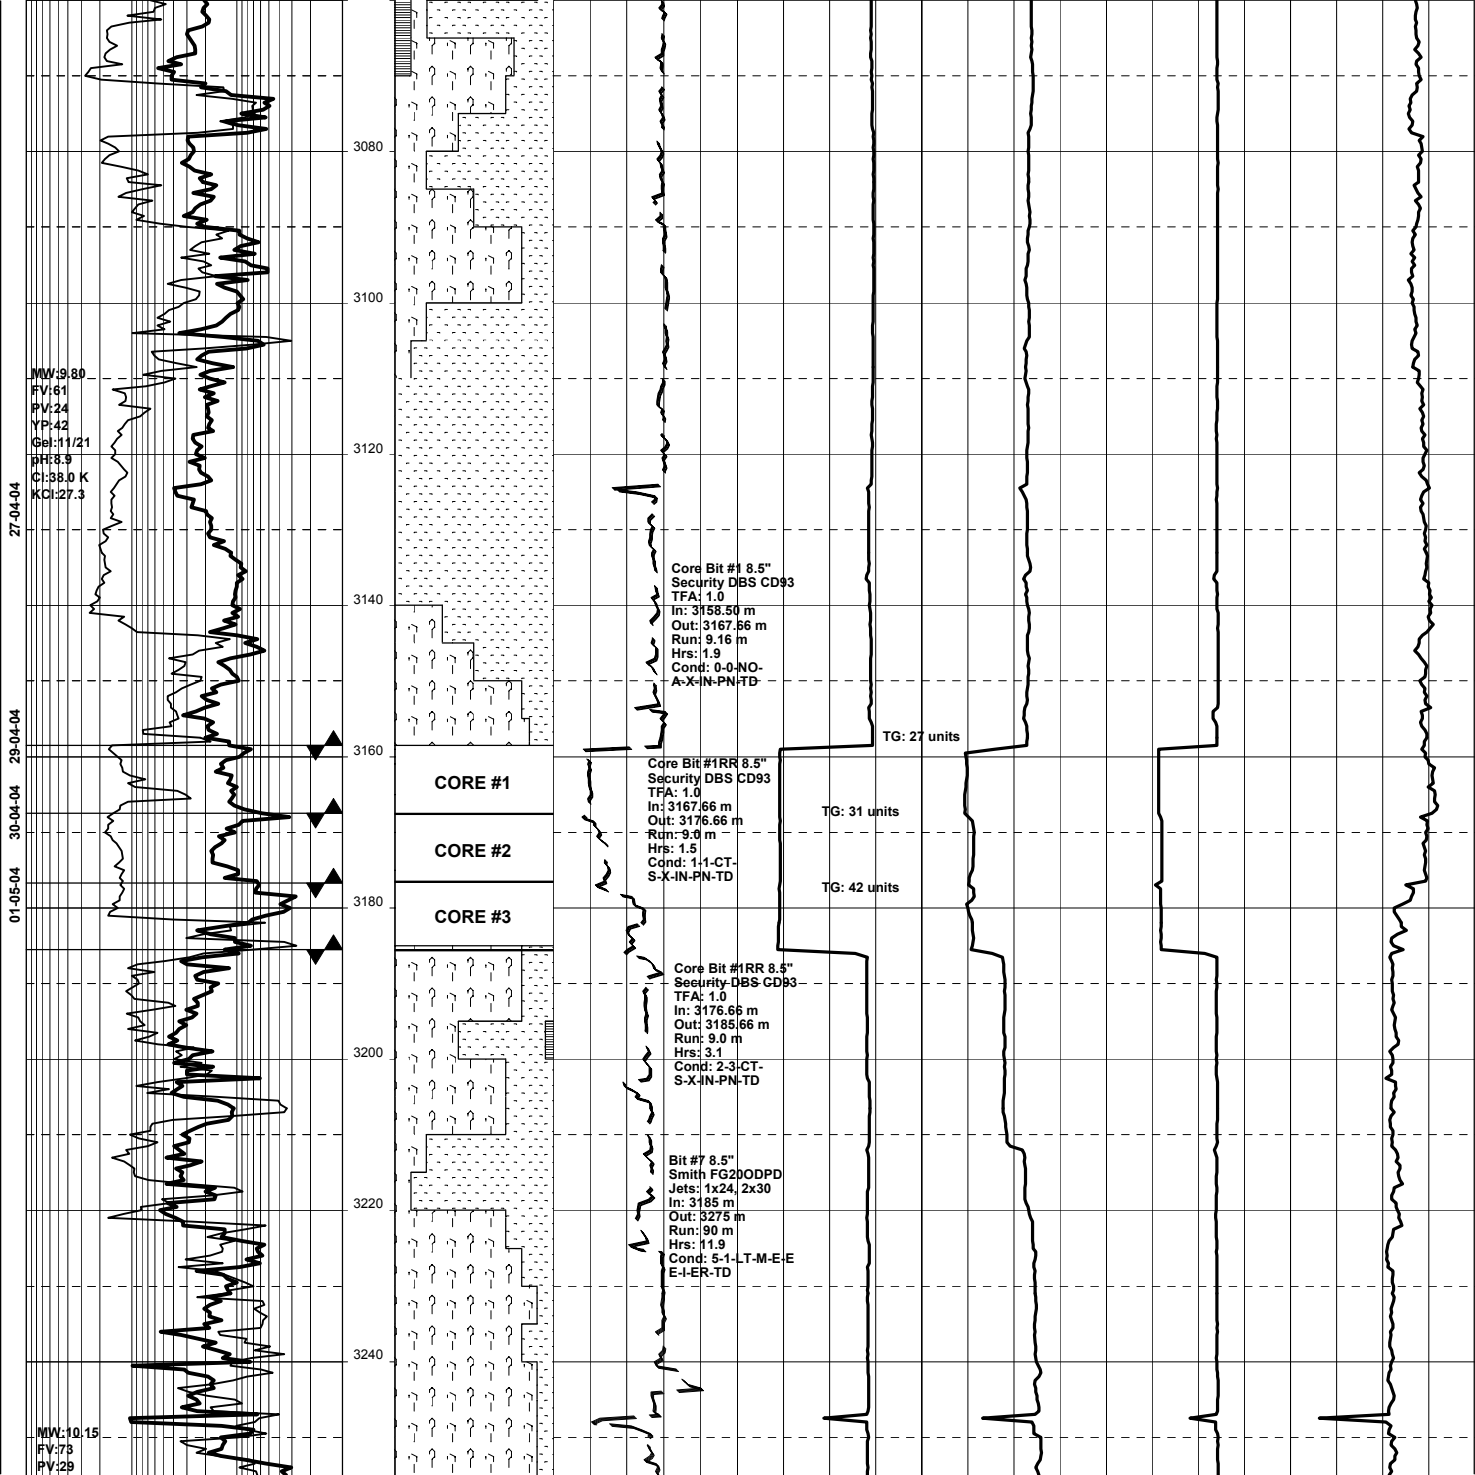 3080
3100
MW:9.80
FV:61
PV:24
YP:42
Gel:11/21
pH:8.9
Cl:38.0 K
KCl:27.3
27-04-04
3120
Core Bit #1 8.5"
Security DBS CD93
TFA: 1.0
In: 3158.50 m
Out: 3167.66 m
Run: 9.16 m
Hrs: 1.9
Cond: 0-0-NO-
A-X-IN-PN-TD
3140
29-04-04
3160
TG: 27 units
CORE #1
Core Bit #1RR 8.5"
Security DBS CD93
TFA: 1.0
In: 3167.66 m
Out: 3176.66 m
Run: 9.0 m
Hrs: 1.5
Cond: 1-1-CT-
S-X-IN-PN-TD
30-04-04
TG: 31 units
CORE #2
01-05-04
TG: 42 units
3180
CORE #3
Core Bit #1RR 8.5"
Security DBS CD93
TFA: 1.0
In: 3176.66 m
Out: 3185.66 m
Run: 9.0 m
Hrs: 3.1
Cond: 2-3-CT-
S-X-IN-PN-TD
3200
Bit #7 8.5"
Smith FG20ODPD
Jets: 1x24, 2x30
In: 3185 m
Out: 3275 m
Run: 90 m
Hrs: 11.9
Cond: 5-1-LT-M-E-E
E-I-ER-TD
3220
3240
MW:10.15
FV:73
PV:29